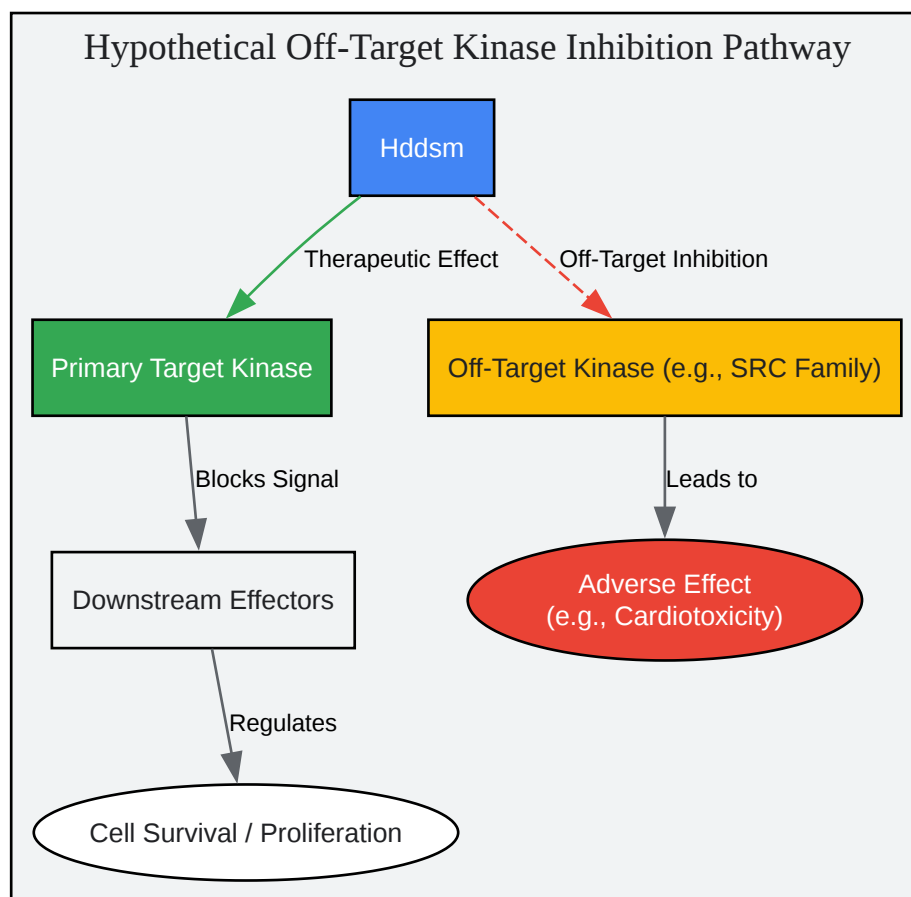 Hypothetical Off-Target Kinase Inhibition Pathway
Hddsm
Therapeutic Effect
Off-Target Inhibition
Primary Target Kinase
Off-Target Kinase (e.g., SRC Family)
Blocks Signal
Leads to
Downstream Effectors
Adverse Effect
(e.g., Cardiotoxicity)
Regulates
Cell Survival / Proliferation